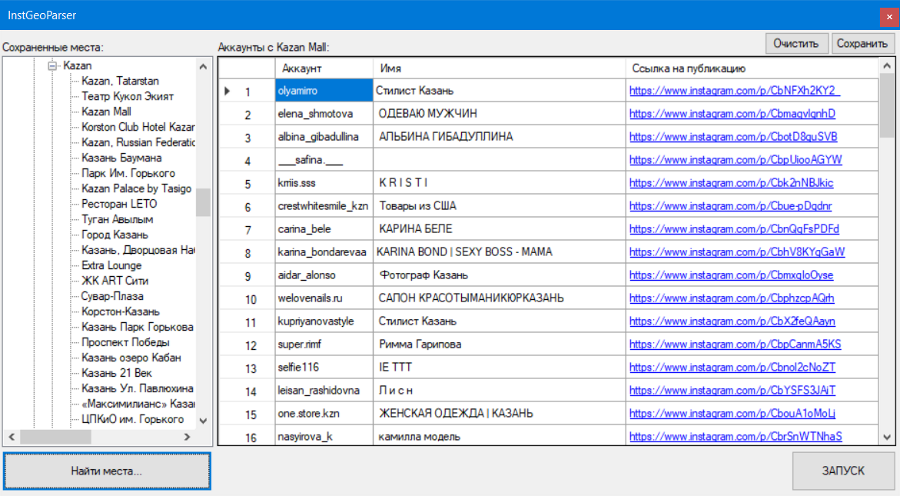 InstGeoParser
Сохраненные места:
Аккаунты с Kazan Mall:
Очистить
Сохранить
Kazan
Kazan, Tatarstan
Театр Кукол Экият
Kazan Mall
Korston Club Hotel Kazar
Kazan, Russian Federatic
Казань Баумана
Парк Им. Горького
Kazan Palace by Tasigo
Ресторан LETO
Туган Авылым
Город Казань
Казань, Дворцовая Наб
Extra Lounge
ЖК ART Сити
Сувар-Плаза
Корстон-Казань
Казань Парк Горькова
Проспект Победы
Казань озеро Кабан
Казань 21 Век
Казань Ул. Павлюхина
«Максимилианс» Казан
ЦПКиО им. Горького
Аккаунт Имя Ссылка на публикацию
1 olyamirro Стилист Казань https://www.instagram.com/p/CbNFXh2KY2_
2 elena_shmotova ОДЕВАЮ МУЖЧИН https://www.instagram.com/p/CbmaqvlgnhD
3 albina_gibadullina АЛЬБИНА ГИБАДУЛЛИНА https://www.instagram.com/p/CbotD8guSVB
4 ___safina.___ https://www.instagram.com/p/CbpUiooAGYW
5 krriis.sss K R I S T I https://www.instagram.com/p/Cbk2nNBJkic
6 crestwhitesmile_kzn Товары из США https://www.instagram.com/p/Cbue-pDgdnr
7 carina_bele КАРИНА БЕЛЕ https://www.instagram.com/p/CbnQgFsPDFd
8 karina_bondarevaa KARINA BOND | SEXY BOSS - MAMA https://www.instagram.com/p/CbhV8KYgGaW
9 aidar_alonso Фотограф Казань https://www.instagram.com/p/CbmxgIoOyse
10 welovenails.ru САЛОН КРАСОТЫМАНИКЮРКАЗАНЬ https://www.instagram.com/p/CbphzcpAQrh
11 kupriyanovastyle Стилист Казань https://www.instagram.com/p/CbX2feQAayn
12 super.rimf Римма Гарипова https://www.instagram.com/p/CbpCanmA5KS
13 selfie116 IE TTT https://www.instagram.com/p/Cbnol2cNoZT
14 leisan_rashidovna Л и с н https://www.instagram.com/p/CbYSFS3JAiT
15 one.store.kzn ЖЕНСКАЯ ОДЕЖДА | КАЗАНЬ https://www.instagram.com/p/CbouA1oMoLj
16 nasyirova_k камилла модель https://www.instagram.com/p/CbrSnWTNhaS
Найти места...
ЗАПУСК